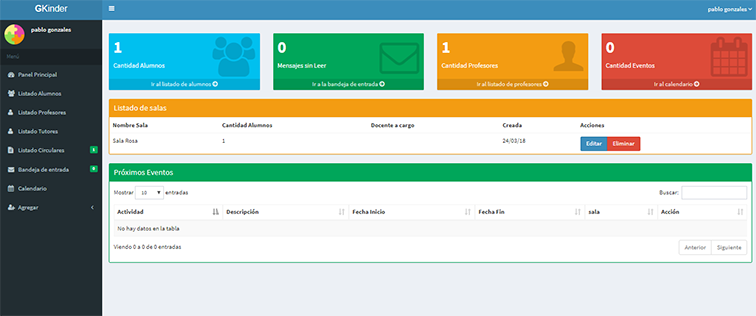 GKinder
pablo gonzales
pablo gonzales
Menú
Panel Principal
Listado Alumnos
Listado Profesores
Listado Tutores
Listado Circulares 1
Bandeja de entrada 0
Calendario
Agregar
1
Cantidad Alumnos
Ir al listado de alumnos
0
Mensajes sin Leer
Ir a la bandeja de entrada
1
Cantidad Profesores
Ir al listado de profesores
0
Cantidad Eventos
Ir al calendario
Listado de salas
Nombre Sala Cantidad Alumnos Docente a cargo Creada Acciones
Sala Rosa 1 24/03/18 Editar Eliminar
Próximos Eventos
Mostrar 10 entradas Buscar:
Actividad Descripción Fecha Inicio Fecha Fin sala Acción
No hay datos en la tabla
Viendo 0 a 0 de 0 entradas Anterior Siguiente